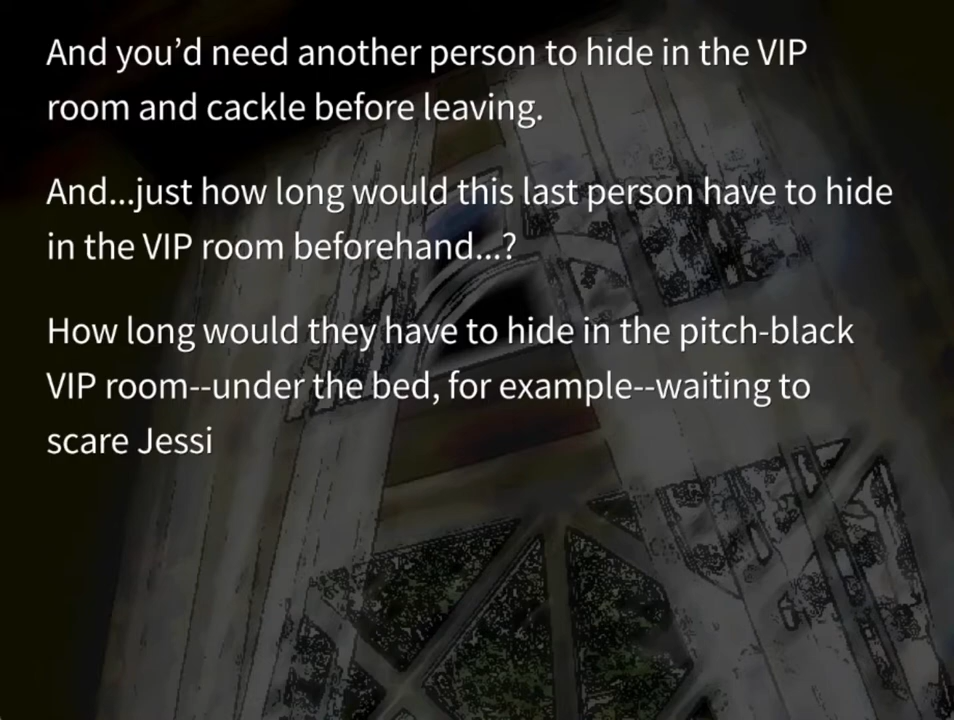 And you’d need another person to hide in the VIP
room and cackle before leaving.
And...just how long would this last person have to hide
in the VIP room beforehand...?
How long would they have to hide in the pitch-black
VIP room--under the bed, for example--waiting to
scare Jessi